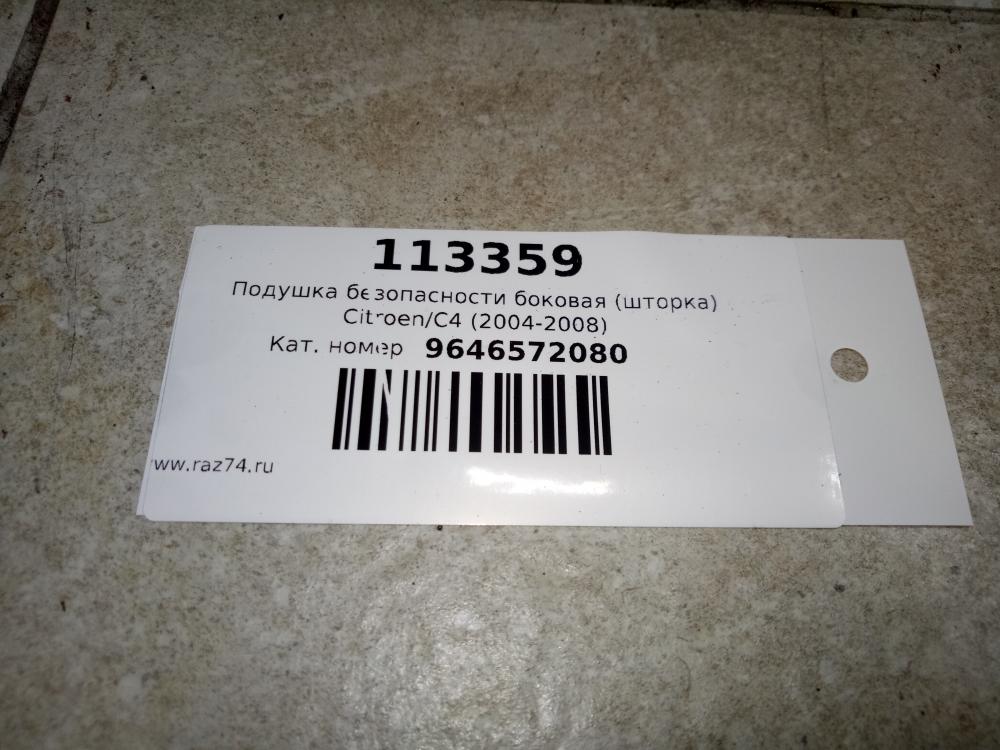 113359
Подушка безопасности боковая (шторка)
Citroen/C4 (2004-2008)
Кат. номер 9646572080
www.raz74.ru